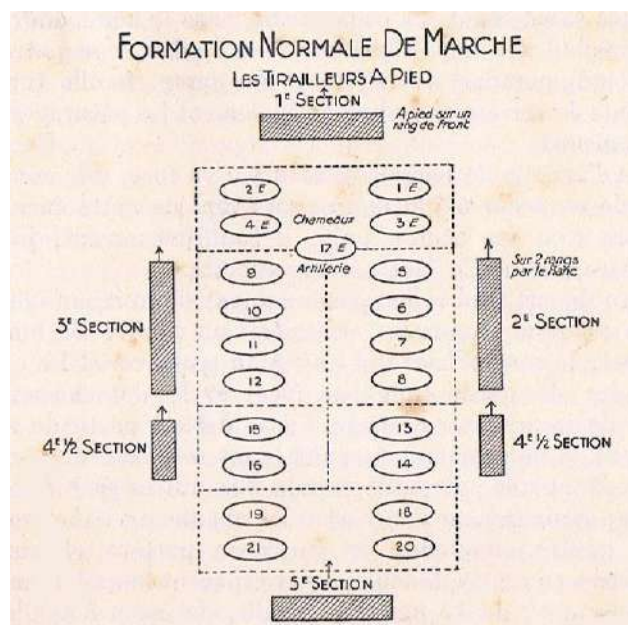 FORMATION NORMALE DE MARCHE
LES TIRAILLEURS A PIED
1E SECTION
A pied sur un
rang de Front
2 E
1 E
4 E
Chameaux
3 E
17 E
Artillerie
Sur 2 rangs
par le Flanc
9
5
10
6
3E SECTION
2E SECTION
11
7
12
8
15
13
4E 1/2 SECTION
4E 1/2 SECTION
16
14
19
18
21
20
5E SECTION